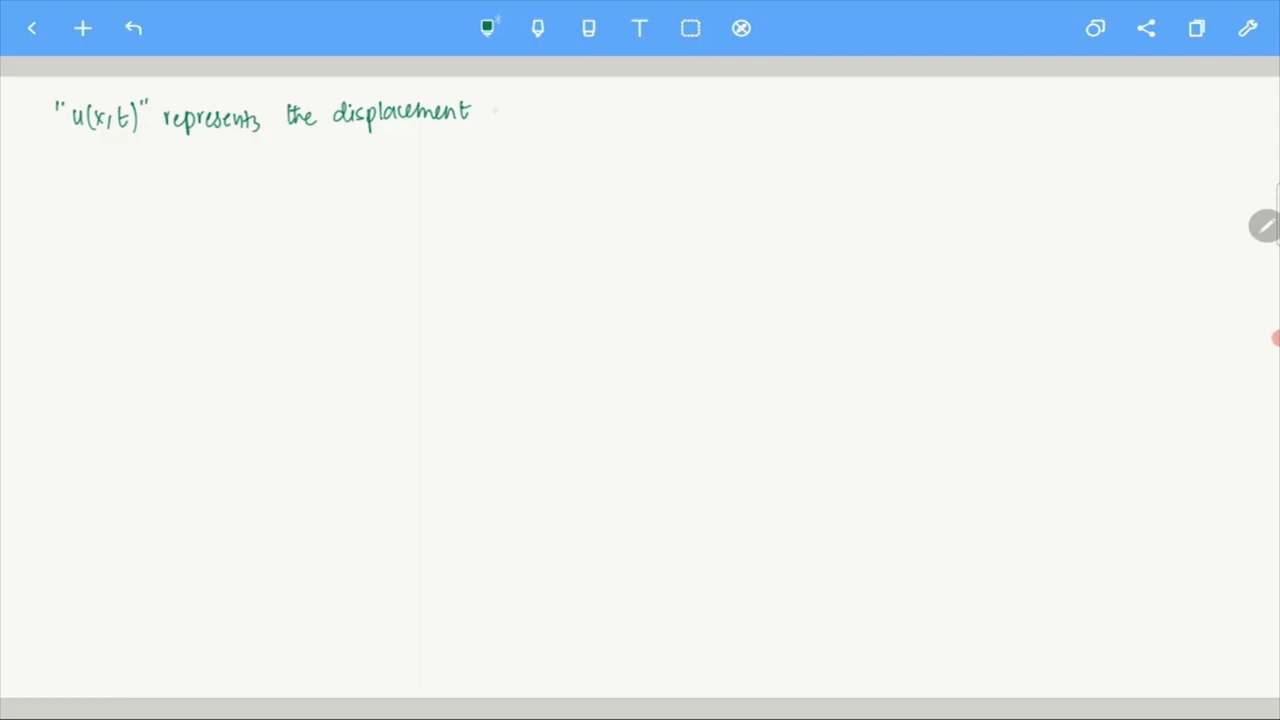 "u(x,t)" represents the displacement